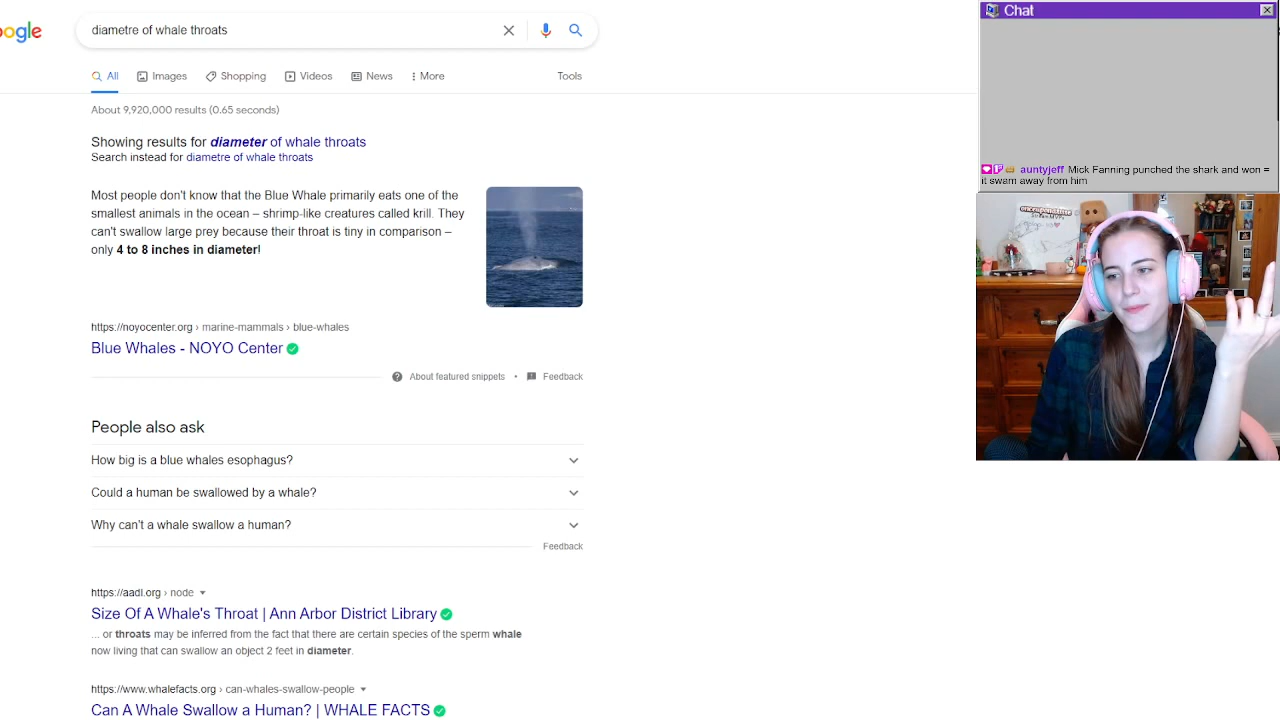 oogle
diametre of whale throats
All Images Shopping Videos News More Tools
About 9,920,000 results (0.65 seconds)
Showing results for diameter of whale throats
Search instead for diametre of whale throats
Most people don't know that the Blue Whale primarily eats one of the
smallest animals in the ocean – shrimp-like creatures called krill. They
can't swallow large prey because their throat is tiny in comparison –
only 4 to 8 inches in diameter!
https://noyocenter.org › marine-mammals › blue-whales
Blue Whales - NOYO Center
About featured snippets • Feedback
People also ask
How big is a blue whales esophagus?
Could a human be swallowed by a whale?
Why can't a whale swallow a human?
Feedback
https://aadl.org › node
Size Of A Whale's Throat | Ann Arbor District Library
... or throats may be inferred from the fact that there are certain species of the sperm whale
now living that can swallow an object 2 feet in diameter.
https://www.whalefacts.org › can-whales-swallow-people
Can A Whale Swallow a Human? | WHALE FACTS
Chat
auntyjeff Mick Fanning punched the shark and won =
it swam away from him